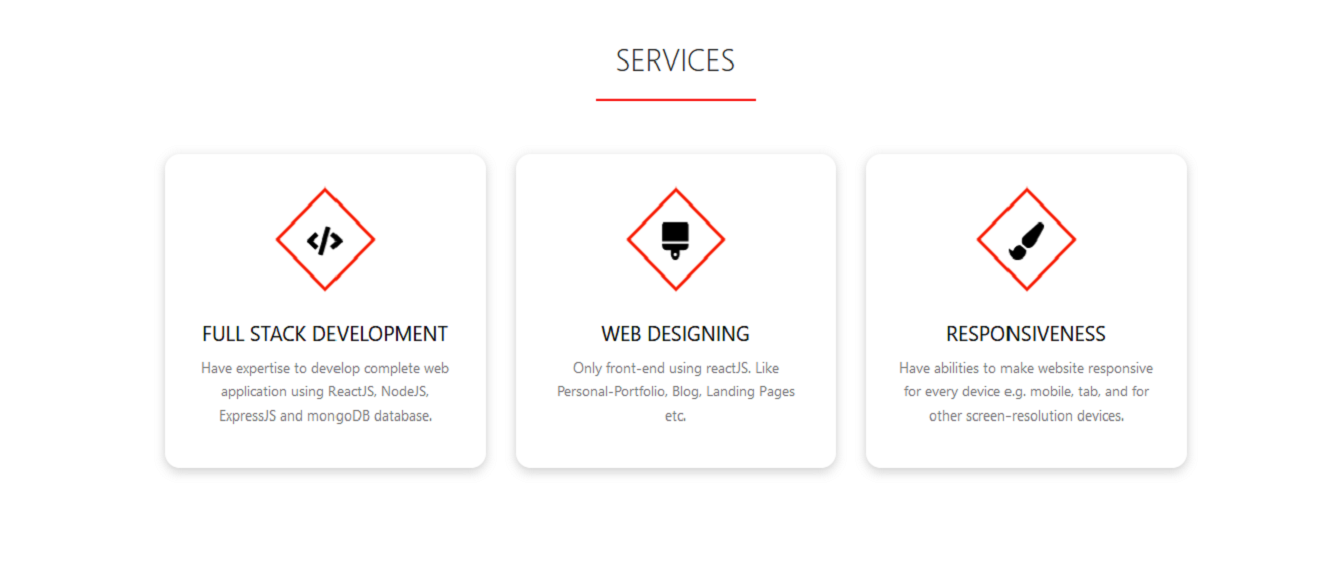 SERVICES
FULL STACK DEVELOPMENT
Have expertise to develop complete web
application using ReactJS, NodeJS,
ExpressJS and mongoDB database.
WEB DESIGNING
Only front-end using reactJS. Like
Personal-Portfolio, Blog, Landing Pages
etc.
RESPONSIVENESS
Have abilities to make website responsive
for every device e.g. mobile, tab, and for
other screen-resolution devices.